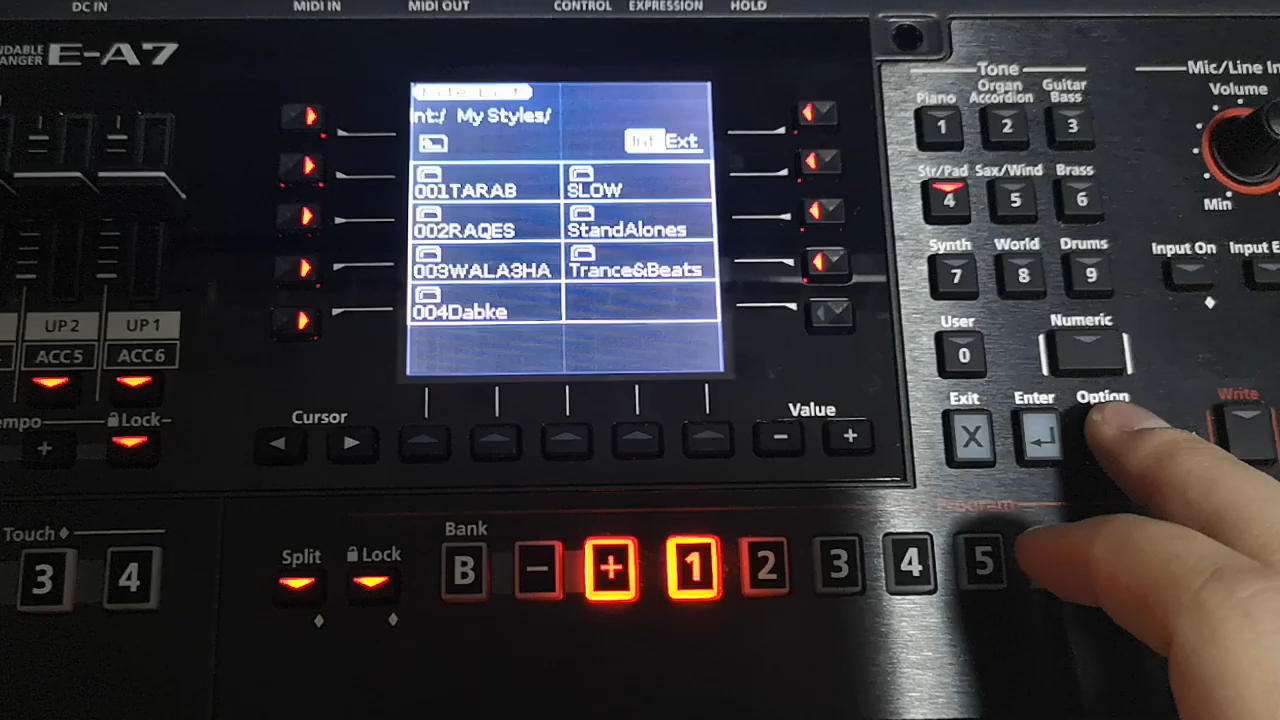 DC IN
MIDI IN
MIDI OUT
CONTROL
EXPRESSION
HOLD
E-A7
Int:/ My Styles/
Int Ext
001TARAB
SLOW
002RAQES
StandAlones
003WALA3HA
Trance&Beats
004Dabke
Tone
Piano
Organ
Accordion
Guitar
Bass
1
2
3
Str/Pad
Sax/Wind
Brass
4
5
6
Synth
World
Drums
7
8
9
User
Numeric
0
Exit
Enter
Option
Write
X
Mic/Line In
Volume
Min
Input On
Input E
UP2
UP1
ACC5
ACC6
Lock
+
Cursor
Value
-
+
Touch
3
4
Split
Lock
Bank
B
-
+
1
2
3
4
5